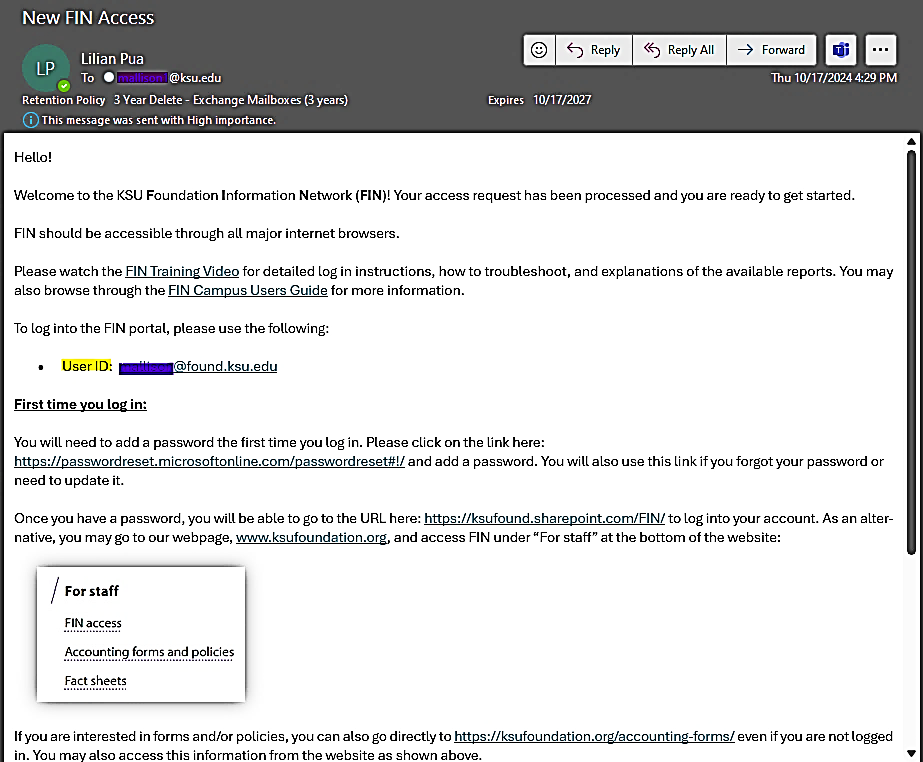 New FIN Access
LP
Lilian Pua
To @ksu.edu
Reply
Reply All
Forward
Thu 10/17/2024 4:29 PM
Retention Policy 3 Year Delete - Exchange Mailboxes (3 years)
Expires 10/17/2027
This message was sent with High importance.
Hello!
Welcome to the KSU Foundation Information Network (FIN)! Your access request has been processed and you are ready to get started.
FIN should be accessible through all major internet browsers.
Please watch the FIN Training Video for detailed log in instructions, how to troubleshoot, and explanations of the available reports. You may
also browse through the FIN Campus Users Guide for more information.
To log into the FIN portal, please use the following:
• User ID: @found.ksu.edu
First time you log in:
You will need to add a password the first time you log in. Please click on the link here:
https://passwordreset.microsoftonline.com/passwordreset#!/ and add a password. You will also use this link if you forgot your password or
need to update it.
Once you have a password, you will be able to go to the URL here: https://ksufound.sharepoint.com/FIN/ to log into your account. As an alter-
native, you may go to our webpage, www.ksufoundation.org, and access FIN under “For staff” at the bottom of the website:
For staff
FIN access
Accounting forms and policies
Fact sheets
If you are interested in forms and/or policies, you can also go directly to https://ksufoundation.org/accounting-forms/ even if you are not logged
in. You may also access this information from the website as shown above.